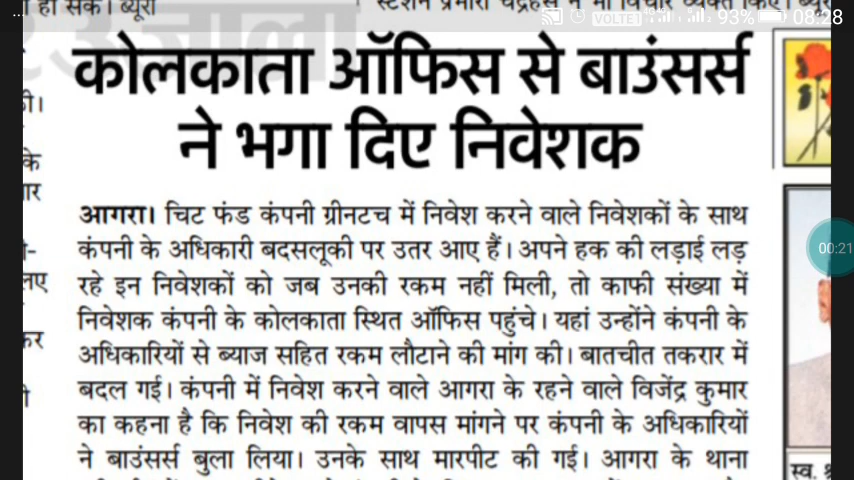 हो सके। ब्यूरो
VOLTE 93% 08:28
कोलकाता ऑफिस से बाउंसर्स
ने भगा दिए निवेशक
आगरा। चिट फंड कंपनी ग्रीनटच में निवेश करने वाले निवेशकों के साथ
कंपनी के अधिकारी बदसलूकी पर उतर आए हैं। अपने हक की लड़ाई लड़
रहे इन निवेशकों को जब उनकी रकम नहीं मिली, तो काफी संख्या में
निवेशक कंपनी के कोलकाता स्थित ऑफिस पहुंचे। यहां उन्होंने कंपनी के
अधिकारियों से ब्याज सहित रकम लौटाने की मांग की। बातचीत तकरार में
बदल गई। कंपनी में निवेश करने वाले आगरा के रहने वाले विजेंद्र कुमार
का कहना है कि निवेश की रकम वापस मांगने पर कंपनी के अधिकारियों
ने बाउंसर्स बुला लिया। उनके साथ मारपीट की गई। आगरा के थाना
00:21
स्व.